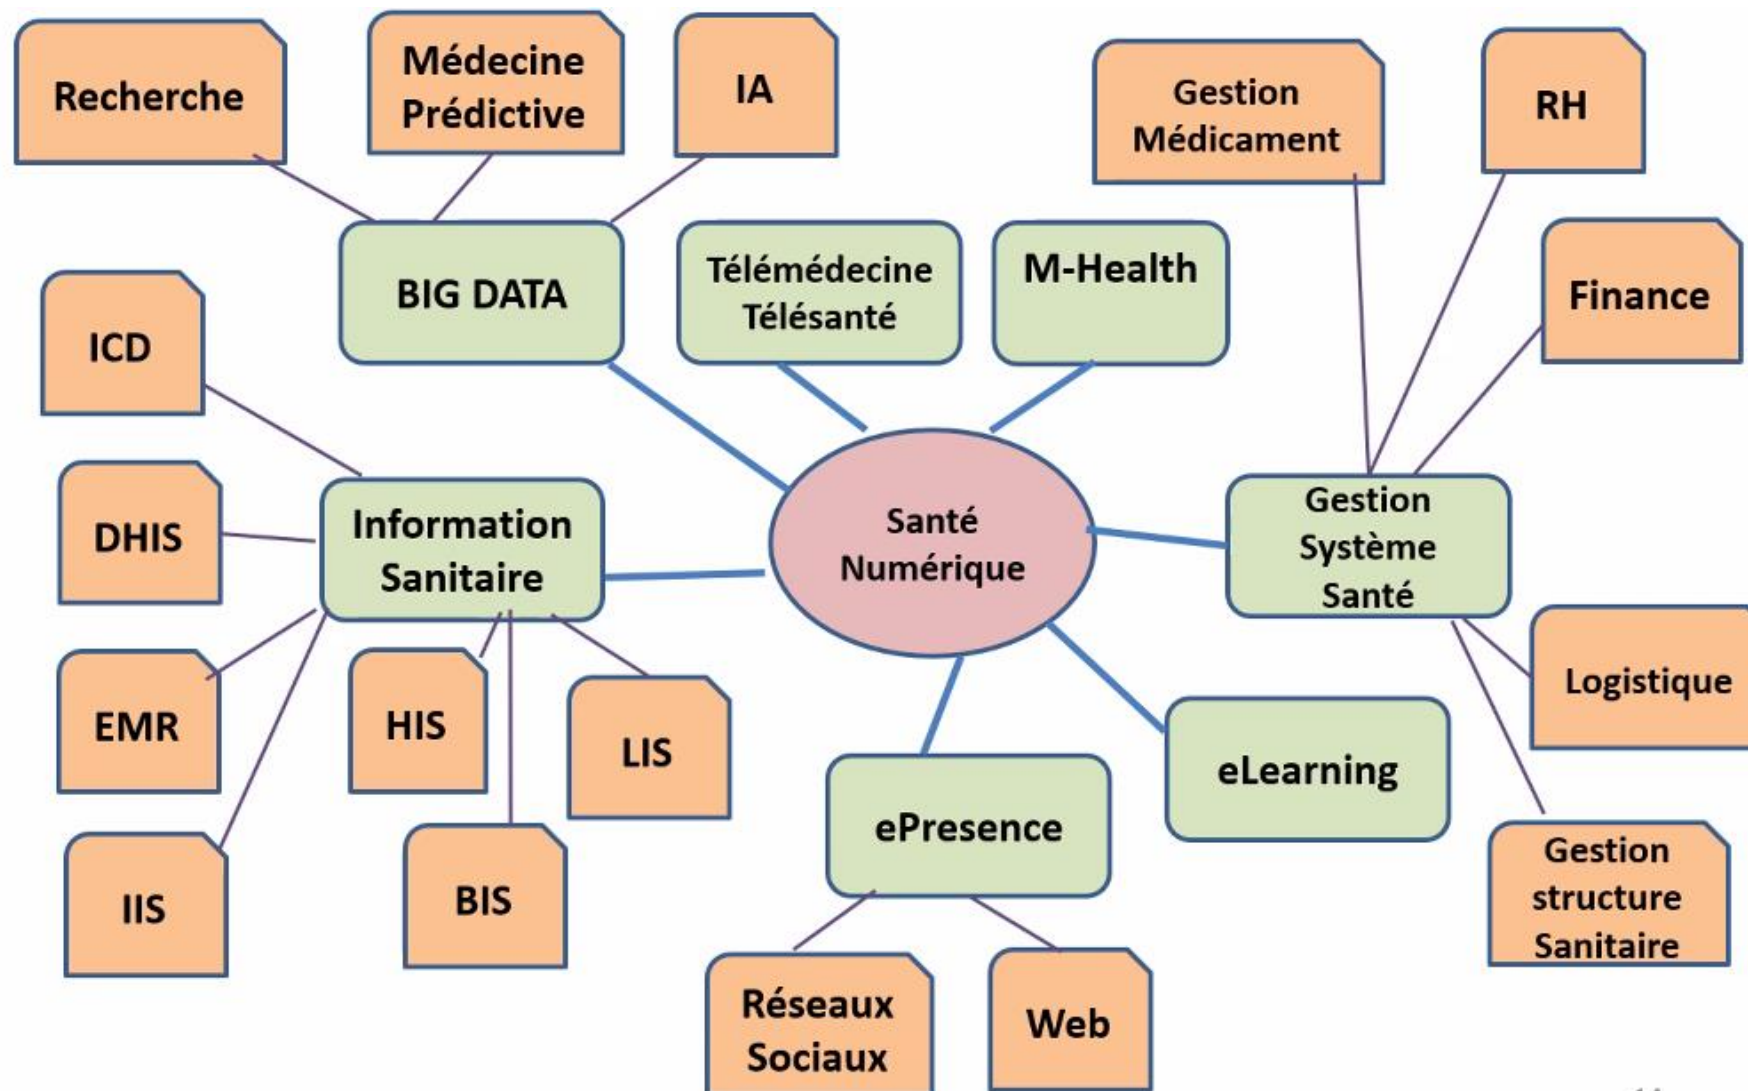 Recherche
Médecine
Prédictive
IA
Gestion
Médicament
RH
BIG DATA
Télémédecine
Télésanté
M-Health
Finance
ICD
DHIS
Information
Sanitaire
Santé
Numérique
Gestion
Système
Santé
EMR
HIS
LIS
Logistique
IIS
BIS
ePresence
eLearning
Gestion
structure
Sanitaire
Réseaux
Sociaux
Web